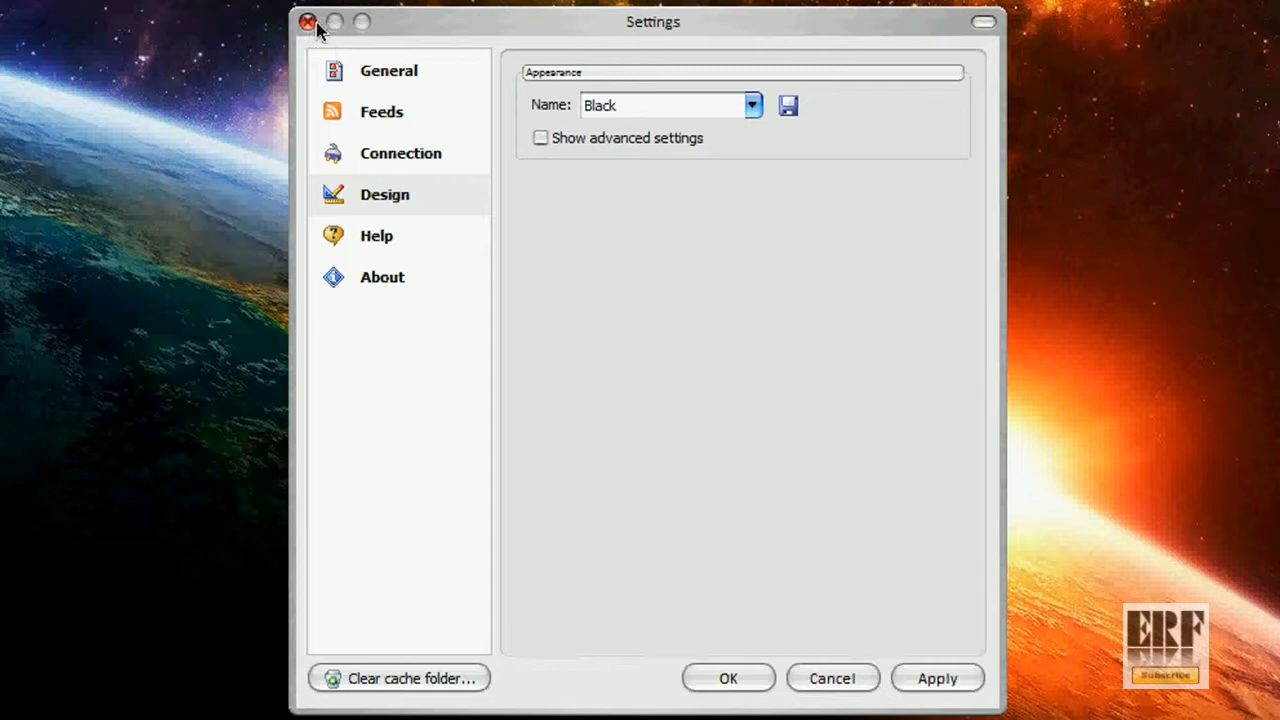 Settings
General
Feeds
Connection
Design
Help
About
Appearance
Name: Black
Show advanced settings
Clear cache folder...
OK
Cancel
Apply
ERF
Subscribe